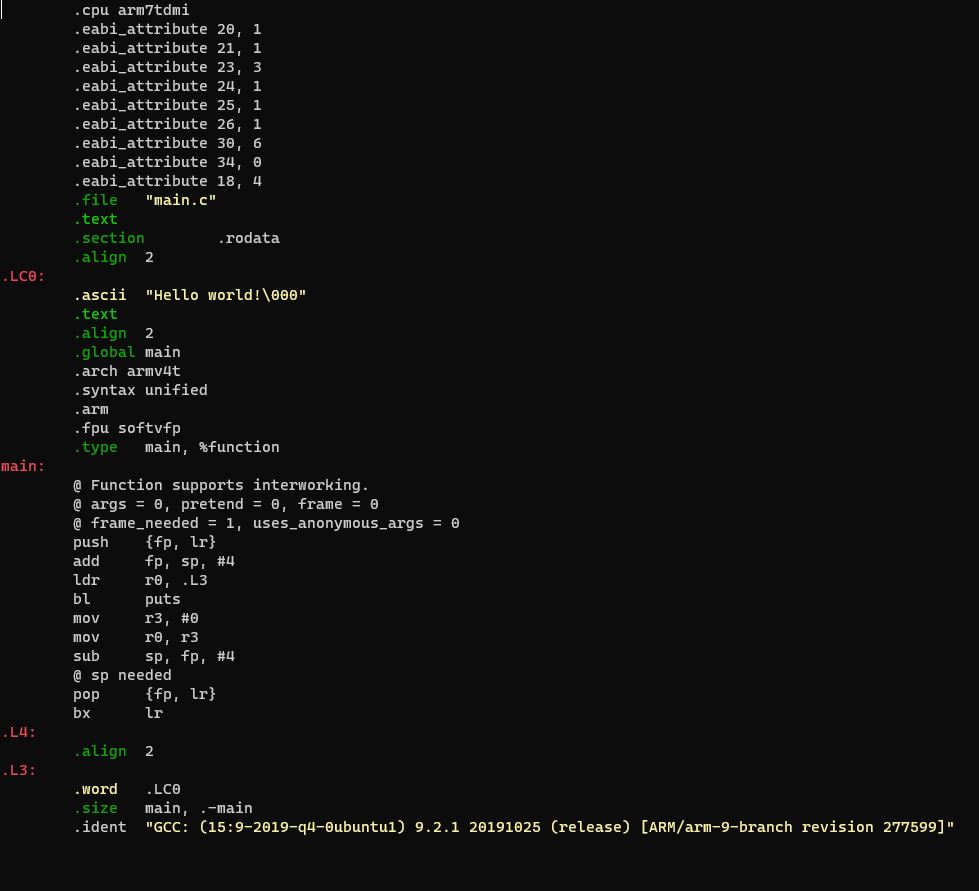 .cpu arm7tdmi
.eabi_attribute 20, 1
.eabi_attribute 21, 1
.eabi_attribute 23, 3
.eabi_attribute 24, 1
.eabi_attribute 25, 1
.eabi_attribute 26, 1
.eabi_attribute 30, 6
.eabi_attribute 34, 0
.eabi_attribute 18, 4
.file "main.c"
.text
.section .rodata
.align 2
.LC0:
.ascii "Hello world!\000"
.text
.align 2
.global main
.arch armv4t
.syntax unified
.arm
.fpu softvfp
.type main, %function
main:
@ Function supports interworking.
@ args = 0, pretend = 0, frame = 0
@ frame_needed = 1, uses_anonymous_args = 0
push {fp, lr}
add fp, sp, #4
ldr r0, .L3
bl puts
mov r3, #0
mov r0, r3
sub sp, fp, #4
@ sp needed
pop {fp, lr}
bx lr
.L4:
.align 2
.L3:
.word .LC0
.size main, .-main
.ident "GCC: (15:9-2019-q4-0ubuntu1) 9.2.1 20191025 (release) [ARM/arm-9-branch revision 277599]"